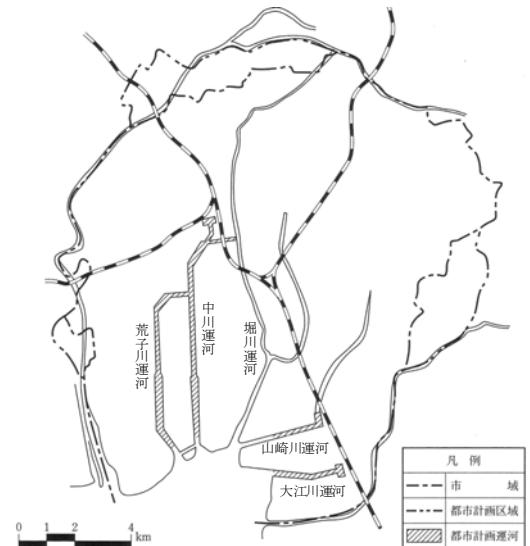 荒子川運河
中川運河
堀川運河
山崎川運河
大江川運河
凡 例
市 域
都市計画区域
都市計画運河
0 1 2 4
km